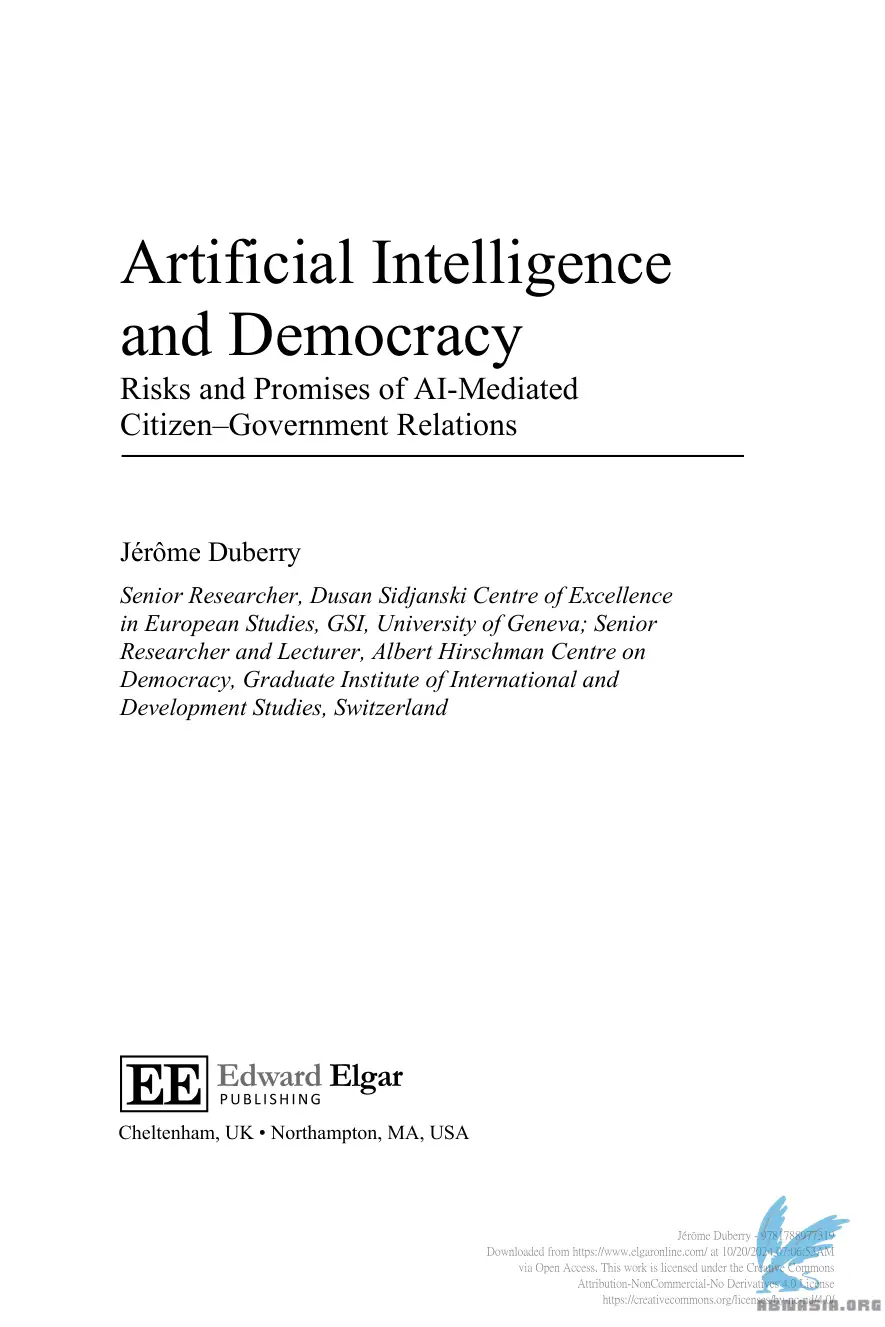 Artificial Intelligence
and Democracy
Risks and Promises of AI-Mediated
Citizen–Government Relations
Jérôme Duberry
Senior Researcher, Dusan Sidjanski Centre of Excellence
in European Studies, GSI, University of Geneva; Senior
Researcher and Lecturer, Albert Hirschman Centre on
Democracy, Graduate Institute of International and
Development Studies, Switzerland
EE Edward Elgar
PUBLISHING
Cheltenham, UK • Northampton, MA, USA
Jérôme Duberry - 9781788977319
Downloaded from https://www.elgaronline.com/ at 10/20/2024 07:06:53AM
via Open Access. This work is licensed under the Creative Commons
Attribution-NonCommercial-No Derivatives 4.0 License
https://creativecommons.org/licenses/by-nc-nd/4.0/
ABNASIA.ORG